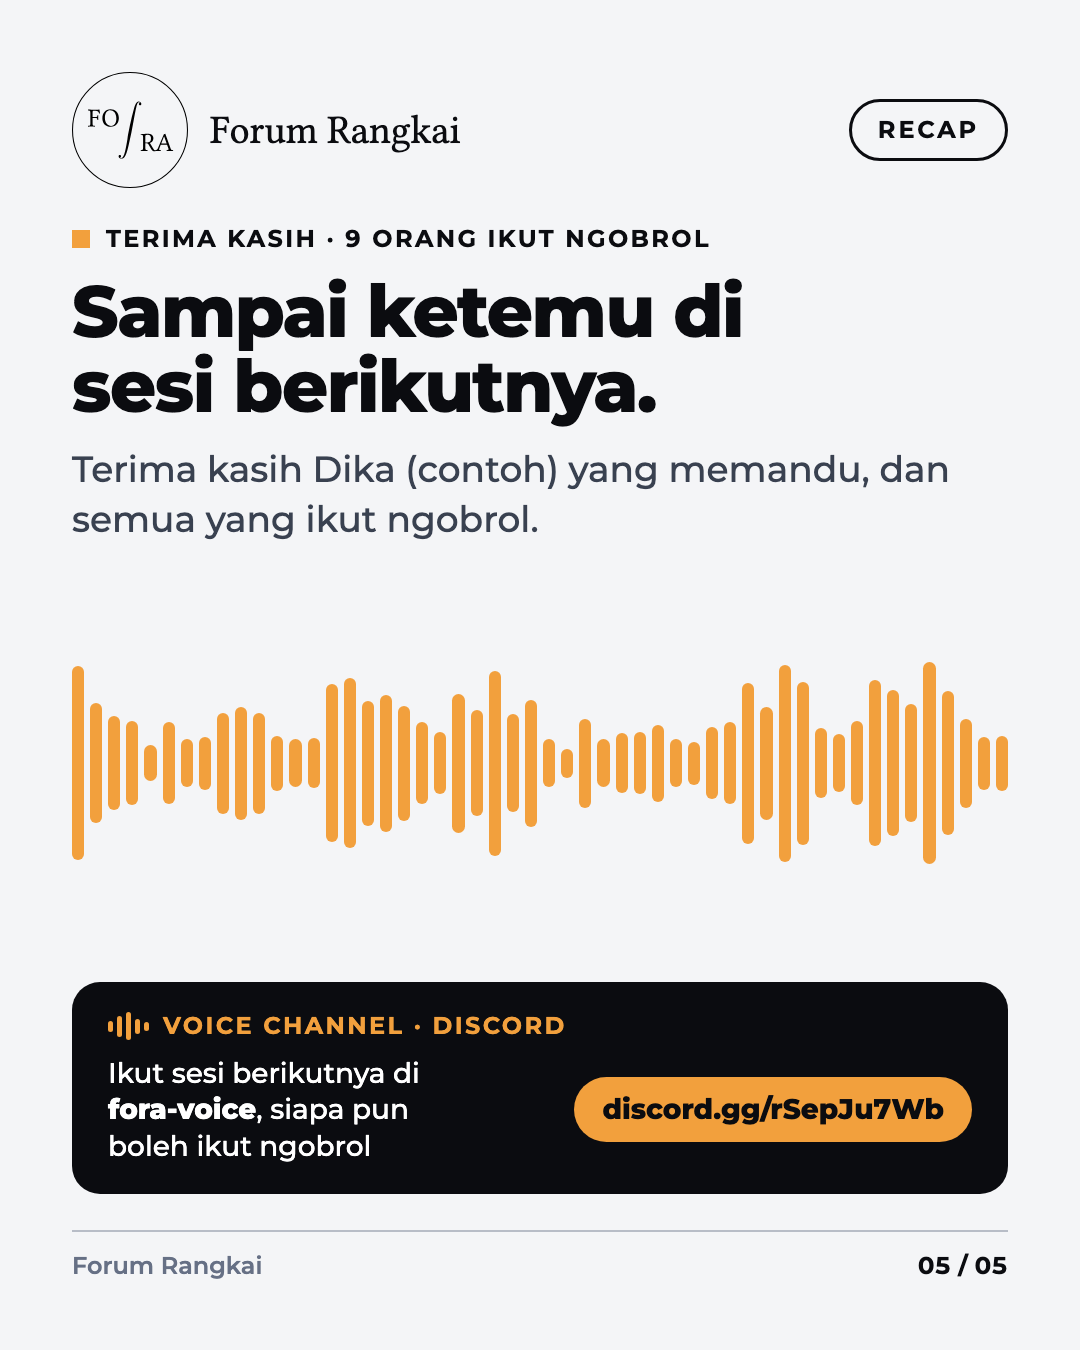 FO RA
Forum Rangkai
RECAP
TERIMA KASIH · 9 ORANG IKUT NGOBROL
Sampai ketemu di
sesi berikutnya.
Terima kasih Dika (contoh) yang memandu, dan
semua yang ikut ngobrol.
VOICE CHANNEL · DISCORD
Ikut sesi berikutnya di
fora-voice, siapa pun
boleh ikut ngobrol
discord.gg/rSepJu7Wb
Forum Rangkai
05 / 05